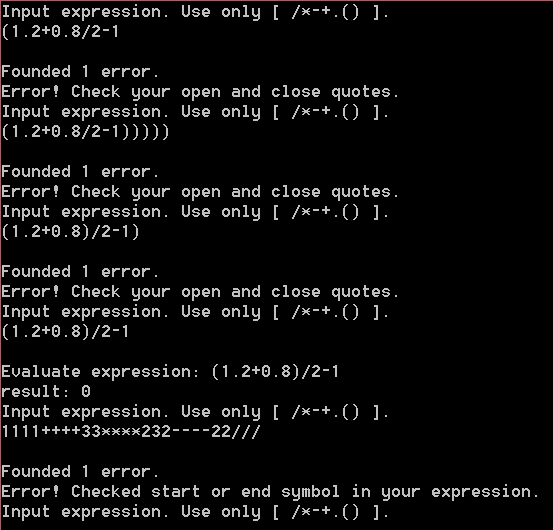 Input expression. Use only [ /*-+.() ].
(1.2+0.8/2-1
Founded 1 error.
Error! Check your open and close quotes.
Input expression. Use only [ /*-+.() ].
(1.2+0.8/2-1)))))
Founded 1 error.
Error! Check your open and close quotes.
Input expression. Use only [ /*-+.() ].
(1.2+0.8)/2-1)
Founded 1 error.
Error! Check your open and close quotes.
Input expression. Use only [ /*-+.() ].
(1.2+0.8)/2-1
Evaluate expression: (1.2+0.8)/2-1
result: 0
Input expression. Use only [ /*-+.() ].
1111++++33****232----22///
Founded 1 error.
Error! Checked start or end symbol in your expression.
Input expression. Use only [ /*-+.() ].